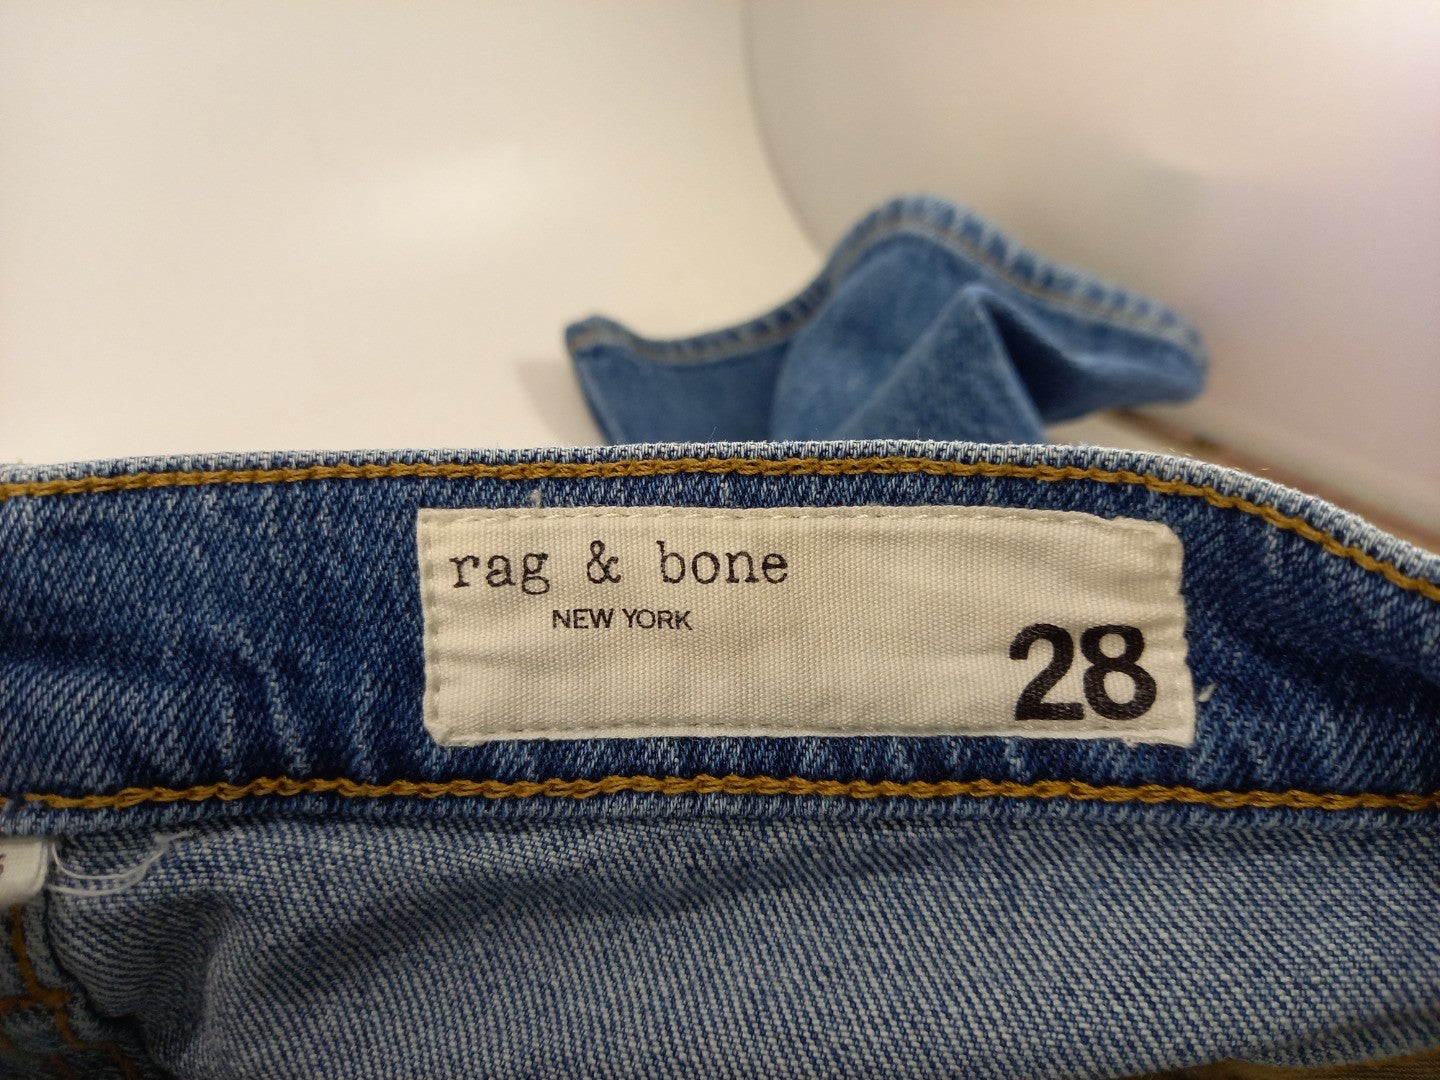 rag & bone
NEW YORK
28